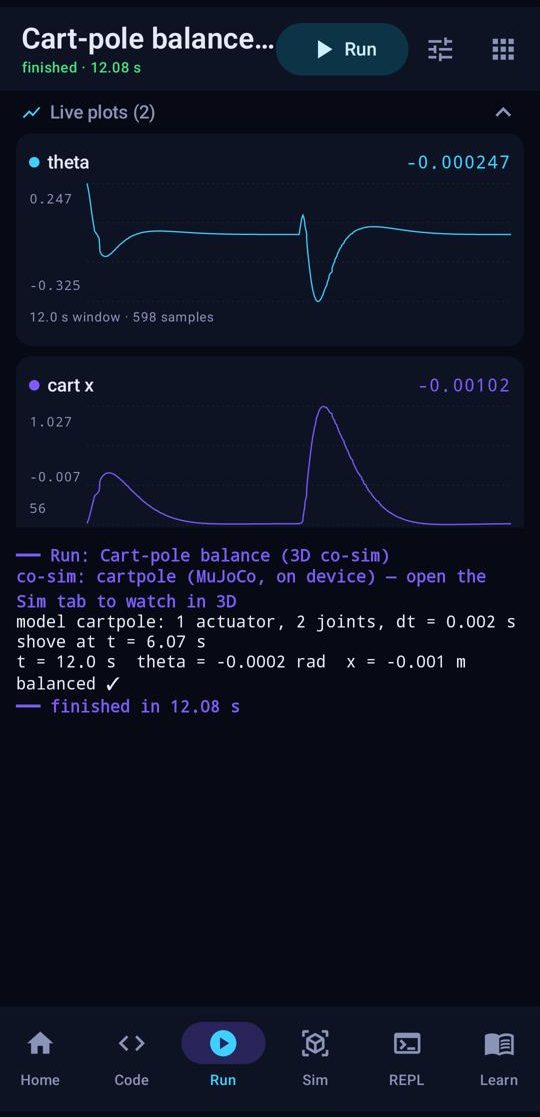 Cart-pole balance...
Run
finished · 12.08 s
Live plots (2)
theta
-0.000247
0.247
-0.325
12.0 s window · 598 samples
cart x
-0.00102
1.027
-0.007
56
── Run: Cart-pole balance (3D co-sim)
co-sim: cartpole (MuJoCo, on device) — open the
Sim tab to watch in 3D
model cartpole: 1 actuator, 2 joints, dt = 0.002 s
shove at t = 6.07 s
t = 12.0 s  theta = -0.0002 rad  x = -0.001 m
balanced ✓
── finished in 12.08 s
Home
Code
Run
Sim
REPL
Learn